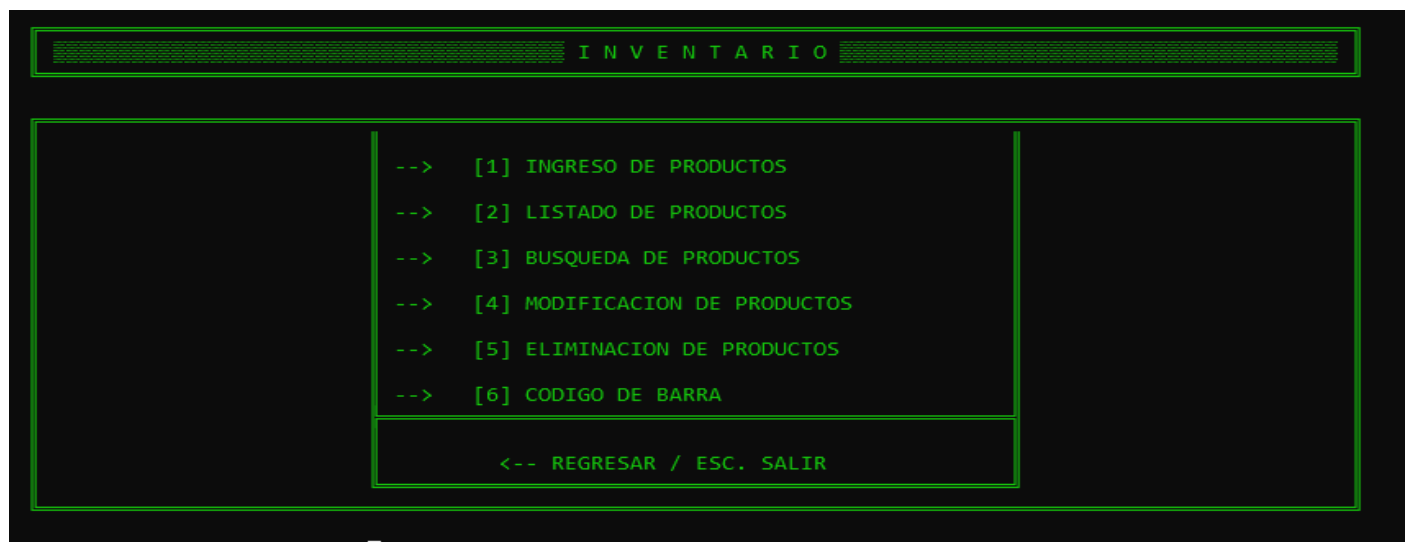 I N V E N T A R I O
--> [1] INGRESO DE PRODUCTOS
--> [2] LISTADO DE PRODUCTOS
--> [3] BUSQUEDA DE PRODUCTOS
--> [4] MODIFICACION DE PRODUCTOS
--> [5] ELIMINACION DE PRODUCTOS
--> [6] CODIGO DE BARRA
<-- REGRESAR / ESC. SALIR